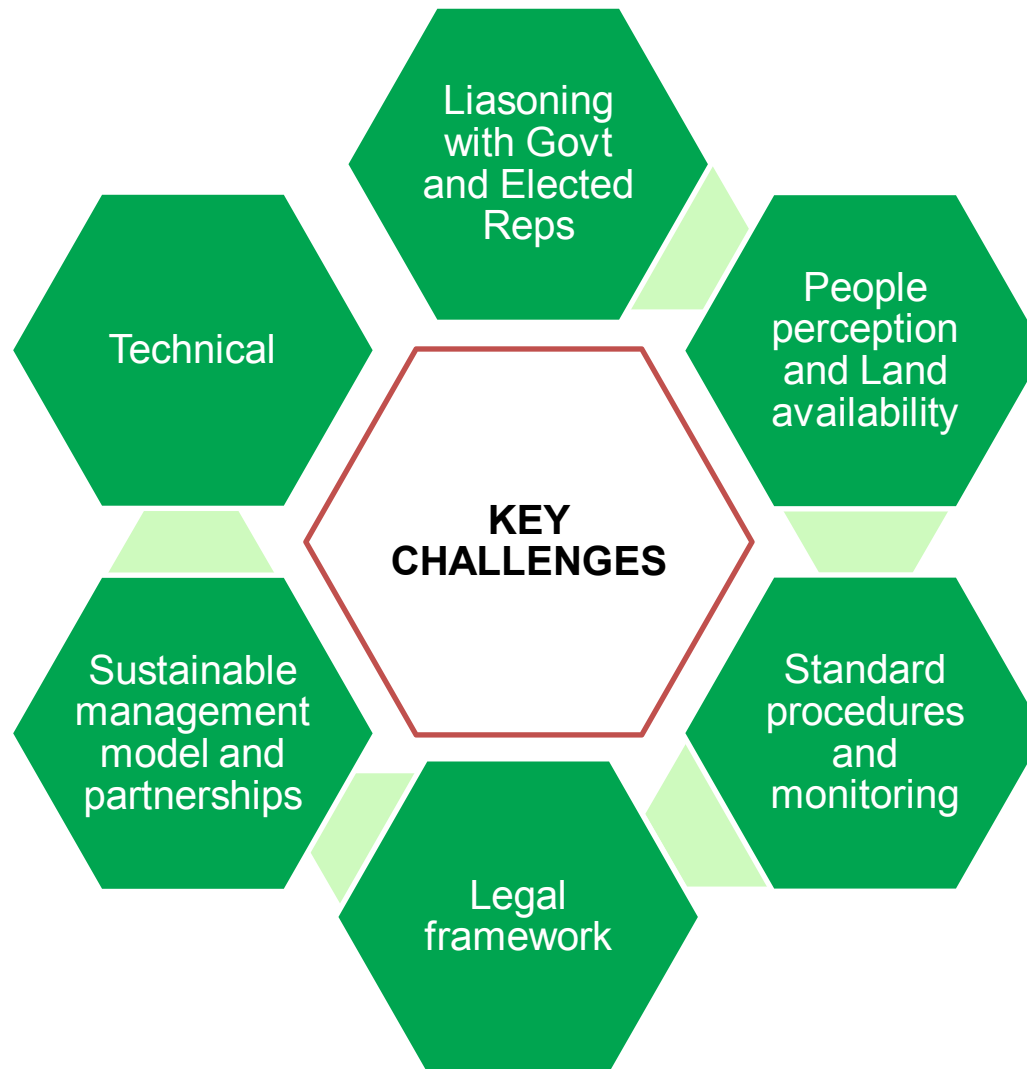 Liasoning
with Govt
and Elected
Reps
People
perception
and Land
availability
Technical
KEY
CHALLENGES
Standard
procedures
and
monitoring
Sustainable
management
model and
partnerships
Legal
framework